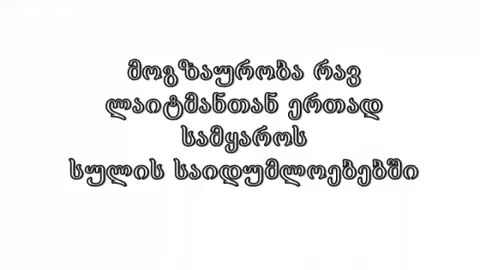 მოგზაურობა რავ
ლაიტმანთან ერთად
სამყაროს
სულის საიდუმლოებებში